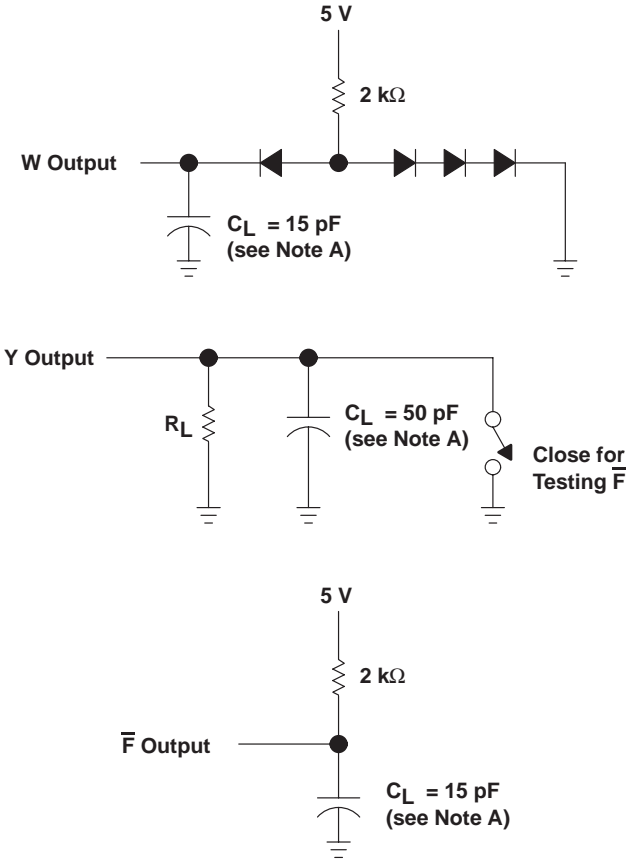 5 V
2 kΩ
W Output
C_L = 15 pF
(see Note A)
Y Output
R_L
C_L = 50 pF
(see Note A)
Close for
Testing F̅
5 V
2 kΩ
F̅ Output
C_L = 15 pF
(see Note A)